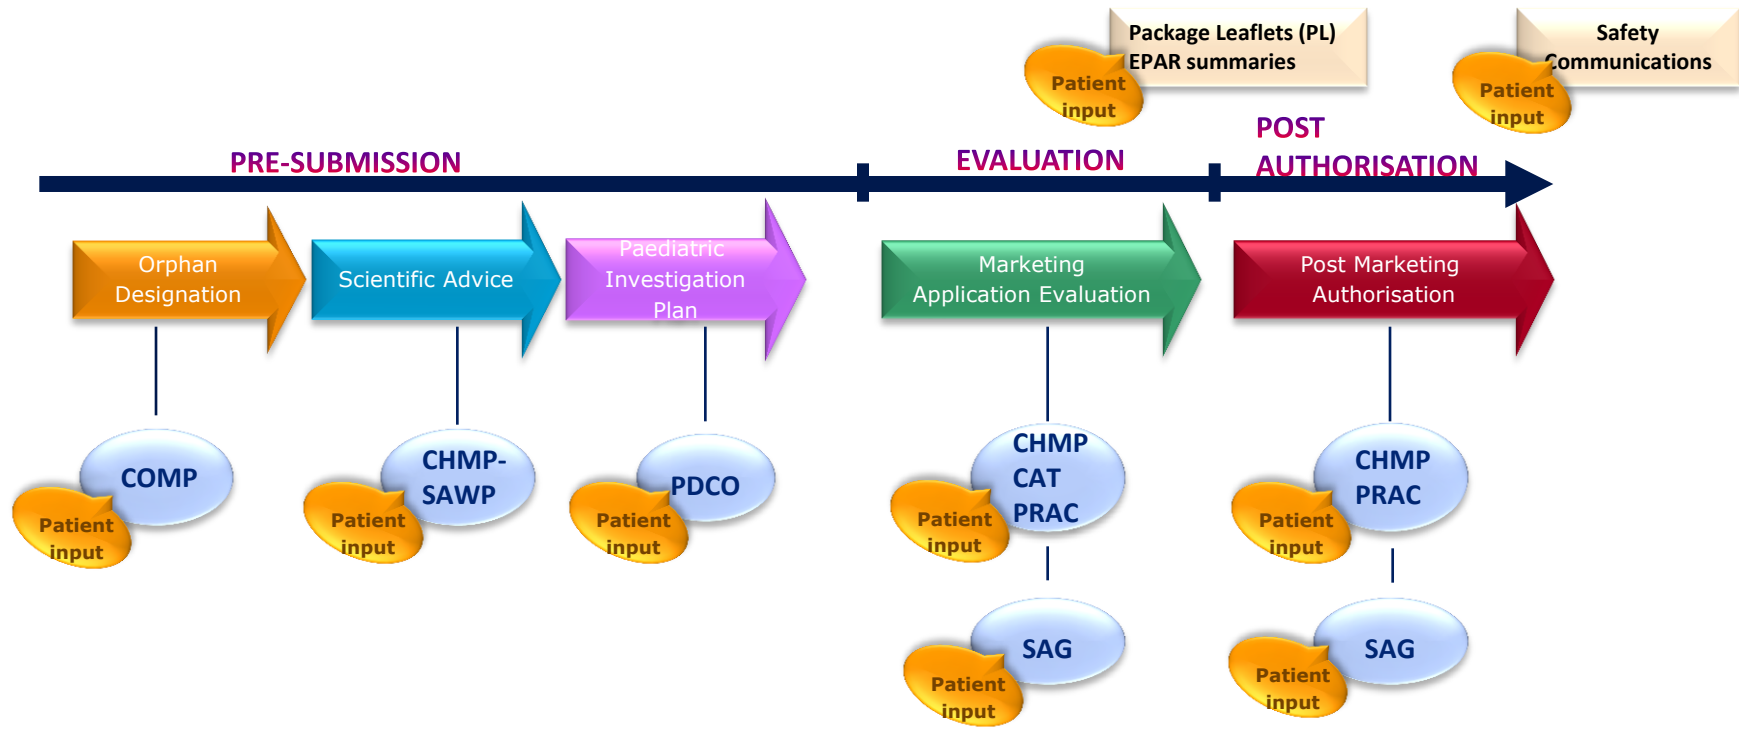 Package Leaflets (PL)
EPAR summaries
Patient
input
Safety
Communications
Patient
input
PRE-SUBMISSION
EVALUATION
POST
AUTHORISATION
Orphan
Designation
Scientific Advice
Paediatric
Investigation
Plan
Marketing
Application Evaluation
Post Marketing
Authorisation
COMP
Patient
input
CHMP-
SAWP
Patient
input
PDCO
Patient
input
CHMP
CAT
PRAC
Patient
input
CHMP
PRAC
Patient
input
SAG
Patient
input
SAG
Patient
input